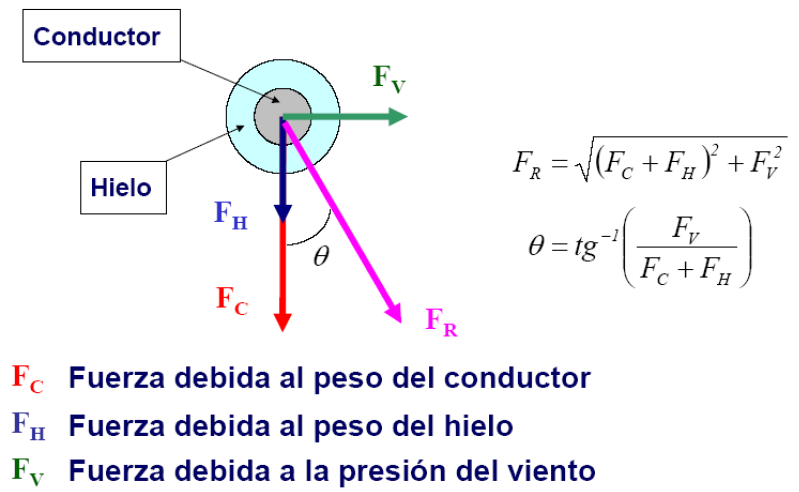 Conductor
F_V
Hielo
F_R = √((F_C + F_H)² + F_V²)
F_H
θ
θ = tg⁻¹(F_V / (F_C + F_H))
F_C
F_R
F_C Fuerza debida al peso del conductor
F_H Fuerza debida al peso del hielo
F_V Fuerza debida a la presión del viento